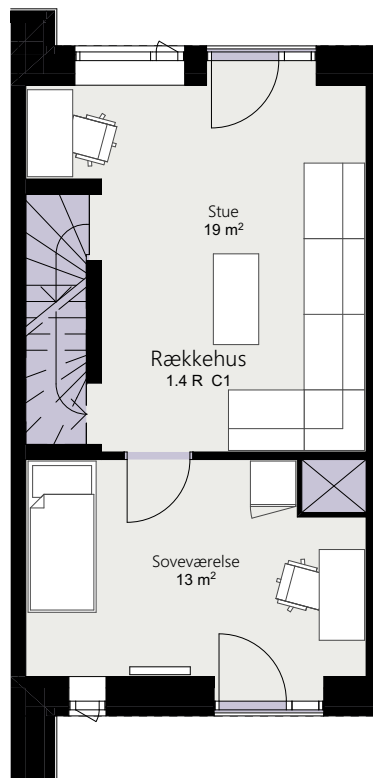 Stue
19 m²
Rækkehus
1.4 R C1
Soveværelse
13 m²